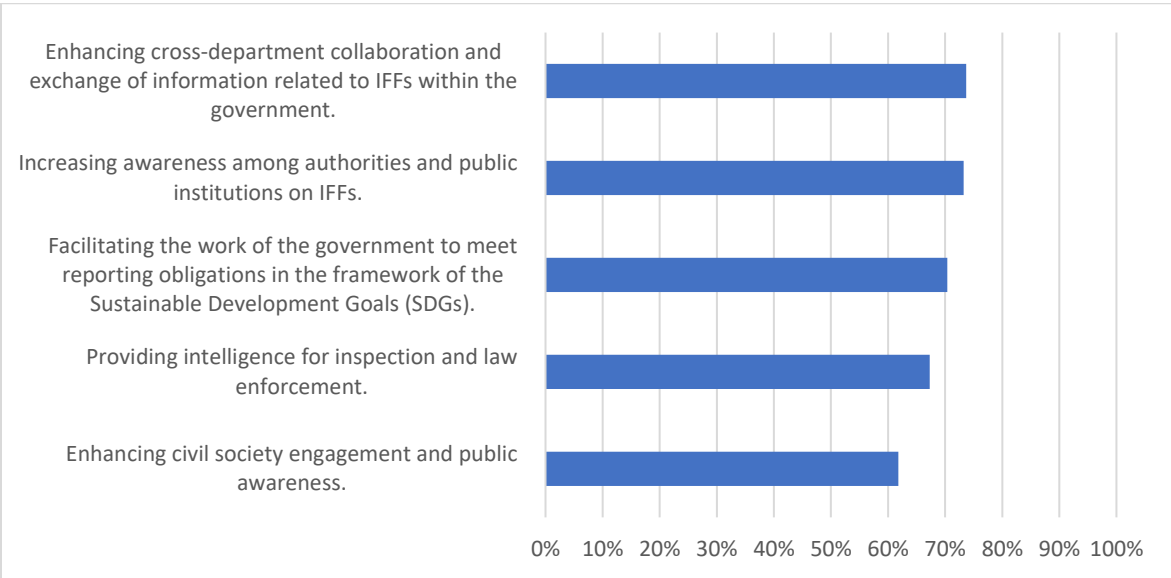 Enhancing cross-department collaboration and
exchange of information related to IFFs within the
government.
Increasing awareness among authorities and public
institutions on IFFs.
Facilitating the work of the government to meet
reporting obligations in the framework of the
Sustainable Development Goals (SDGs).
Providing intelligence for inspection and law
enforcement.
Enhancing civil society engagement and public
awareness.
0% 10% 20% 30% 40% 50% 60% 70% 80% 90% 100%